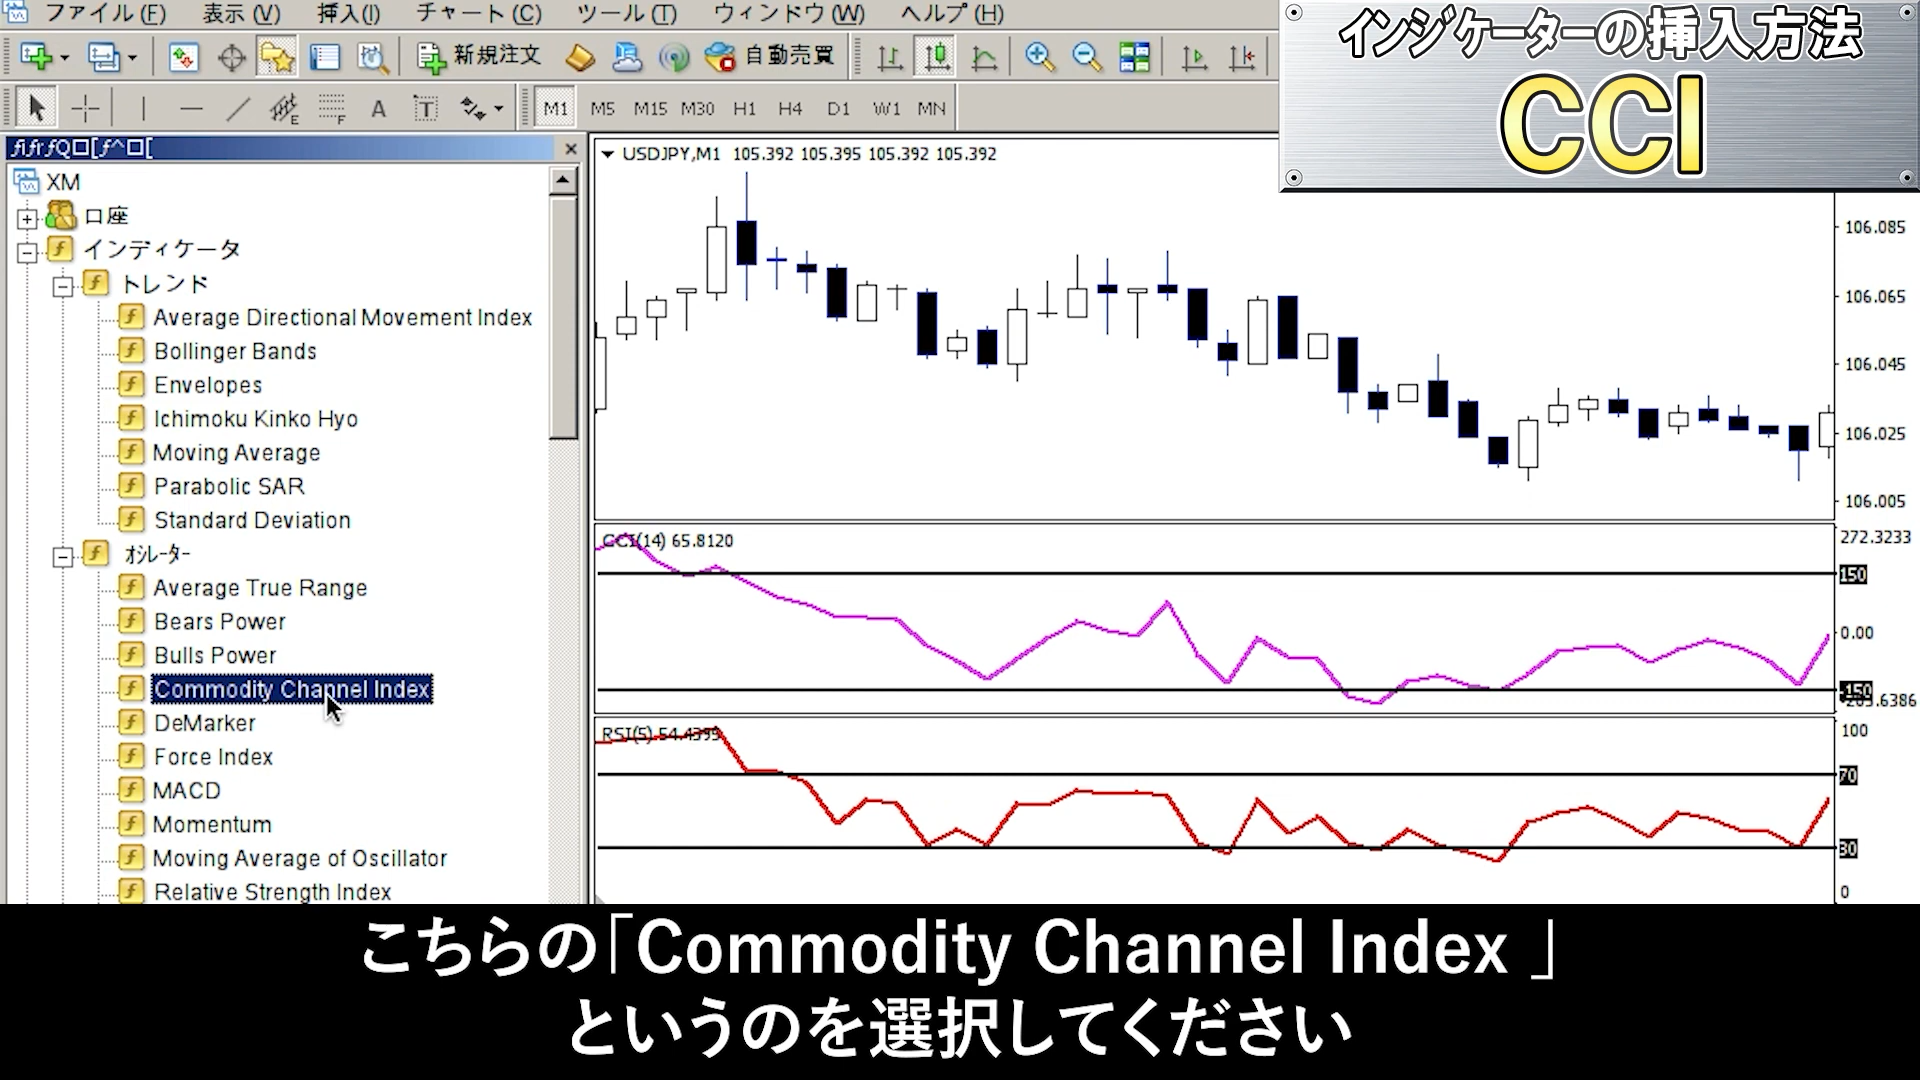 ファイル (F) 表示 (V) 挿入(I) チャート (C) ツール (T) ウィンドウ (W) ヘルプ (H)
インジケーターの挿入方法
CCI
新規注文 自動売買
E F A T M1 M5 M15 M30 H1 H4 D1 W1 MN
XM
口座
インディケータ
トレンド
Average Directional Movement Index
Bollinger Bands
Envelopes
Ichimoku Kinko Hyo
Moving Average
Parabolic SAR
Standard Deviation
ｵｼﾚｰﾀｰ
Average True Range
Bears Power
Bulls Power
Commodity Channel Index
DeMarker
Force Index
MACD
Momentum
Moving Average of Oscillator
Relative Strength Index
USDJPY,M1 105.392 105.395 105.392 105.392
106.085
106.065
106.045
106.025
106.005
CCI(14) 65.8120
272.3233
150
0.00
-150
RSI(5) 54.4399
100
70
30
0
こちらの「Commodity Channel Index 」
というのを選択してください